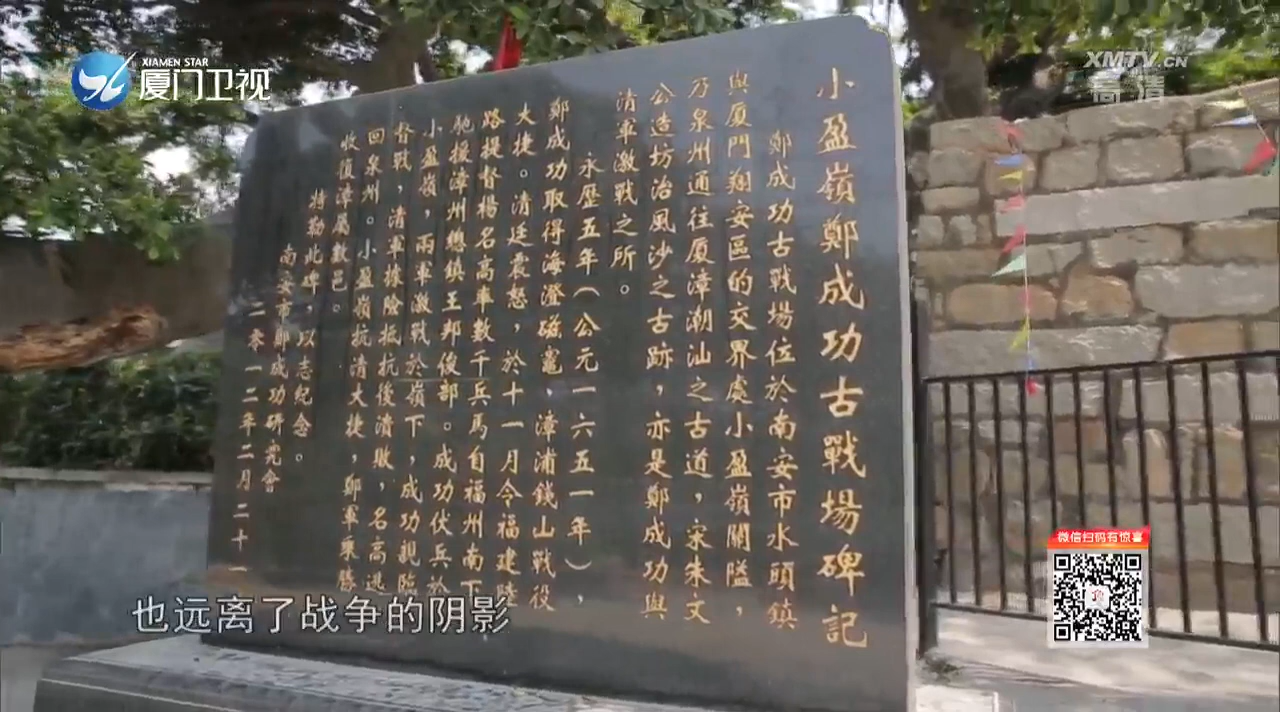 XIAMEN STAR
厦门卫视
XMTV.CN
高清
小盈嶺鄭成功古戰場碑記
鄭成功古戰場位於南安市水頭鎮
與厦門翔安區的交界處小盈嶺關隘，
乃泉州通往厦漳潮汕之古道，宋朱文
公造坊治風沙之古跡，亦是鄭成功與
清軍激戰之所。
永歷五年（公元一六五一年），
鄭成功取得海澄磁竈，漳浦錢山戰役
大捷。清廷震怒，於十一月令福建陸
路提督楊名高率數千兵馬自福州南下，
馳援漳州總鎮王邦俊部。成功伏兵於
小盈嶺，兩軍激戰於嶺下，成功親臨
督戰，清軍據險抵抗後潰敗，名高逃
回泉州。小盈嶺抗清大捷，鄭軍乘勝
收復漳屬數邑。
特勒此碑，以志紀念。
南安市鄭成功研究會
二零一二年二月二十一
微信扫码有惊喜
也远离了战争的阴影